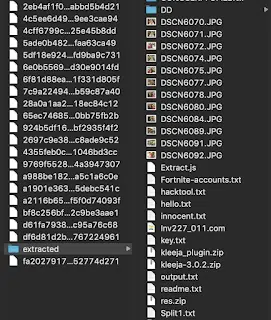 2eb4af1f0...abbd5b4d21
4c5ee6d49...9ee3cae94
4cff6799c...25e45b8dd
5ade0b482...faa63ca49
5df18e924...fd9ba9c731
6e0b5569...d30e9014fd
6f81d88ea...1f331d805f
7c9a22494...b59c87a40
28a0a1aa2...18ec84c12
65ec74685...0bb75fb2b
924b5df16...bf2935f4f2
2697c9e38...c8ade9c52
4355feb0c...1046bd3cc
9769f5528...4a3947307
a988be182...a5c1a6c0e
a1901e363...5debc541c
a2116b65...f5f0d74093f
bf8c256bf...2c9be3aae1
d61fa7938...c95a76c68
df6d81d2b...767224961
extracted
fa2027917...52774d271
DD
DSCN6070.JPG
DSCN6071.JPG
DSCN6072.JPG
DSCN6074.JPG
DSCN6075.JPG
DSCN6077.JPG
DSCN6078.JPG
DSCN6080.JPG
DSCN6084.JPG
DSCN6089.JPG
DSCN6091.JPG
DSCN6092.JPG
Extract.js
Fortnite-accounts.txt
hacktool.txt
hello.txt
innocent.txt
Inv227_011.com
key.txt
kleeja_plugin.zip
kleeja-3.0.2.zip
output.txt
readme.txt
res.zip
Split1.txt